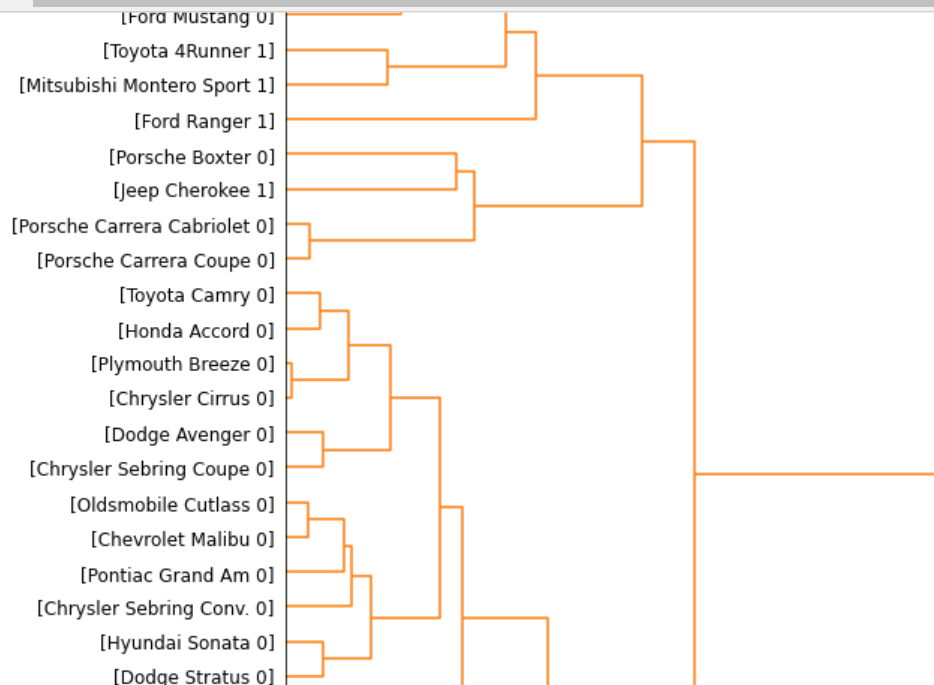 [Ford Mustang 0]
[Toyota 4Runner 1]
[Mitsubishi Montero Sport 1]
[Ford Ranger 1]
[Porsche Boxter 0]
[Jeep Cherokee 1]
[Porsche Carrera Cabriolet 0]
[Porsche Carrera Coupe 0]
[Toyota Camry 0]
[Honda Accord 0]
[Plymouth Breeze 0]
[Chrysler Cirrus 0]
[Dodge Avenger 0]
[Chrysler Sebring Coupe 0]
[Oldsmobile Cutlass 0]
[Chevrolet Malibu 0]
[Pontiac Grand Am 0]
[Chrysler Sebring Conv. 0]
[Hyundai Sonata 0]
[Dodge Stratus 0]